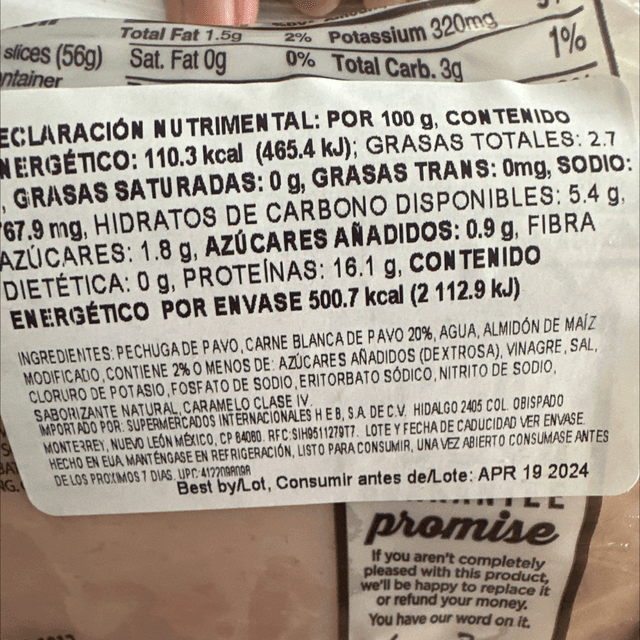 Total Fat 1.5g 2% Potassium 320mg 1%
slices (56g) Sat. Fat 0g 0% Total Carb. 3g
ntainer
ECLARACIÓN NUTRIMENTAL: POR 100 g, CONTENIDO
NERGÉTICO: 110.3 kcal (465.4 kJ); GRASAS TOTALES: 2.7
, GRASAS SATURADAS: 0 g, GRASAS TRANS: 0mg, SODIO:
767.9 mg, HIDRATOS DE CARBONO DISPONIBLES: 5.4 g,
AZÚCARES: 1.8 g, AZÚCARES AÑADIDOS: 0.9 g, FIBRA
DIETÉTICA: 0 g, PROTEÍNAS: 16.1 g, CONTENIDO
ENERGÉTICO POR ENVASE 500.7 kcal (2 112.9 kJ)
INGREDIENTES: PECHUGA DE PAVO, CARNE BLANCA DE PAVO 20%, AGUA, ALMIDÓN DE MAÍZ
MODIFICADO, CONTIENE 2% O MENOS DE: AZÚCARES AÑADIDOS (DEXTROSA), VINAGRE, SAL,
CLORURO DE POTASIO, FOSFATO DE SODIO, ERITORBATO SÓDICO, NITRITO DE SODIO,
SABORIZANTE NATURAL, CARAMELO CLASE IV.
IMPORTADO POR: SUPERMERCADOS INTERNACIONALES H E B, S.A. DE C.V. HIDALGO 2405 COL. OBISPADO
MONTERREY, NUEVO LEÓN MÉXICO, CP 64060. RFC:SIH9511279T7. LOTE Y FECHA DE CADUCIDAD VER ENVASE.
HECHO EN EUA. MANTÉNGASE EN REFRIGERACIÓN, LISTO PARA CONSUMIR, UNA VEZ ABIERTO CONSUMASE ANTES
DE LOS PROXIMOS 7 DIAS. UPC:
Best by/Lot, Consumir antes de/Lote: APR 19 2024
promise
If you aren't completely
pleased with this product,
we'll be happy to replace it
or refund your money.
You have our word on it.